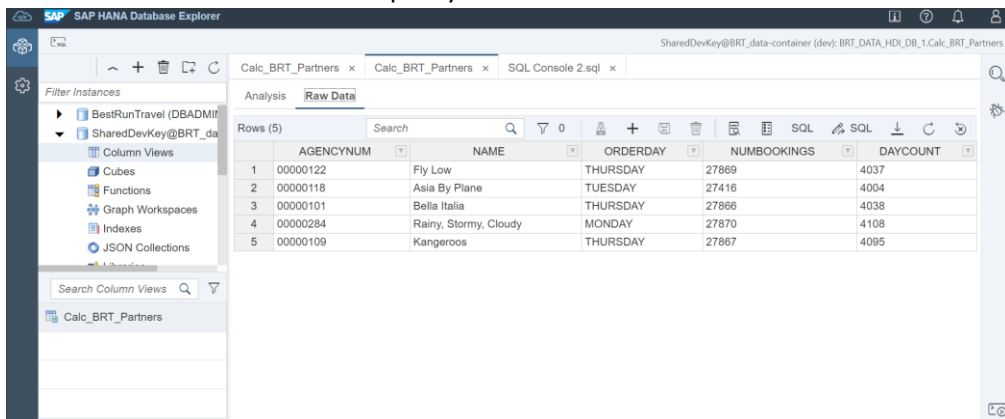 SAP SAP HANA Database Explorer
SQL
SharedDevKey@BRT_data-container (dev): BRT_DATA_HDI_DB_1.Calc_BRT_Partners
Calc_BRT_Partners × Calc_BRT_Partners × SQL Console 2.sql ×
Filter Instances
Analysis Raw Data
BestRunTravel (DBADMI
SharedDevKey@BRT_da
Column Views
Cubes
Functions
Graph Workspaces
Indexes
JSON Collections
Search Column Views
Calc_BRT_Partners
Rows (5) Search 0 SQL SQL
AGENCYNUM NAME ORDERDAY NUMBOOKINGS DAYCOUNT
1 00000122 Fly Low THURSDAY 27869 4037
2 00000118 Asia By Plane TUESDAY 27416 4004
3 00000101 Bella Italia THURSDAY 27866 4038
4 00000284 Rainy, Stormy, Cloudy MONDAY 27870 4108
5 00000109 Kangeroos THURSDAY 27867 4095